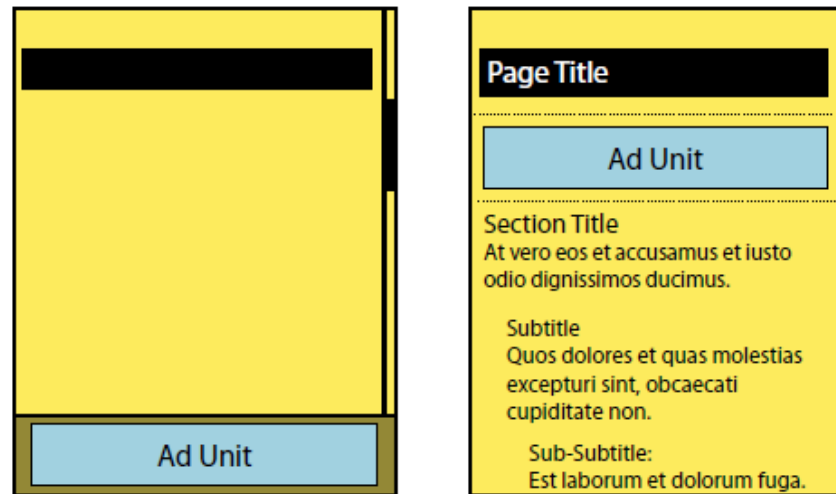 Ad Unit
Page Title
Ad Unit
Section Title
At vero eos et accusamus et iusto
odio dignissimos ducimus.
Subtitle
Quos dolores et quas molestias
excepturi sint, obcaecati
cupiditate non.
Sub-Subtitle:
Est laborum et dolorum fuga.